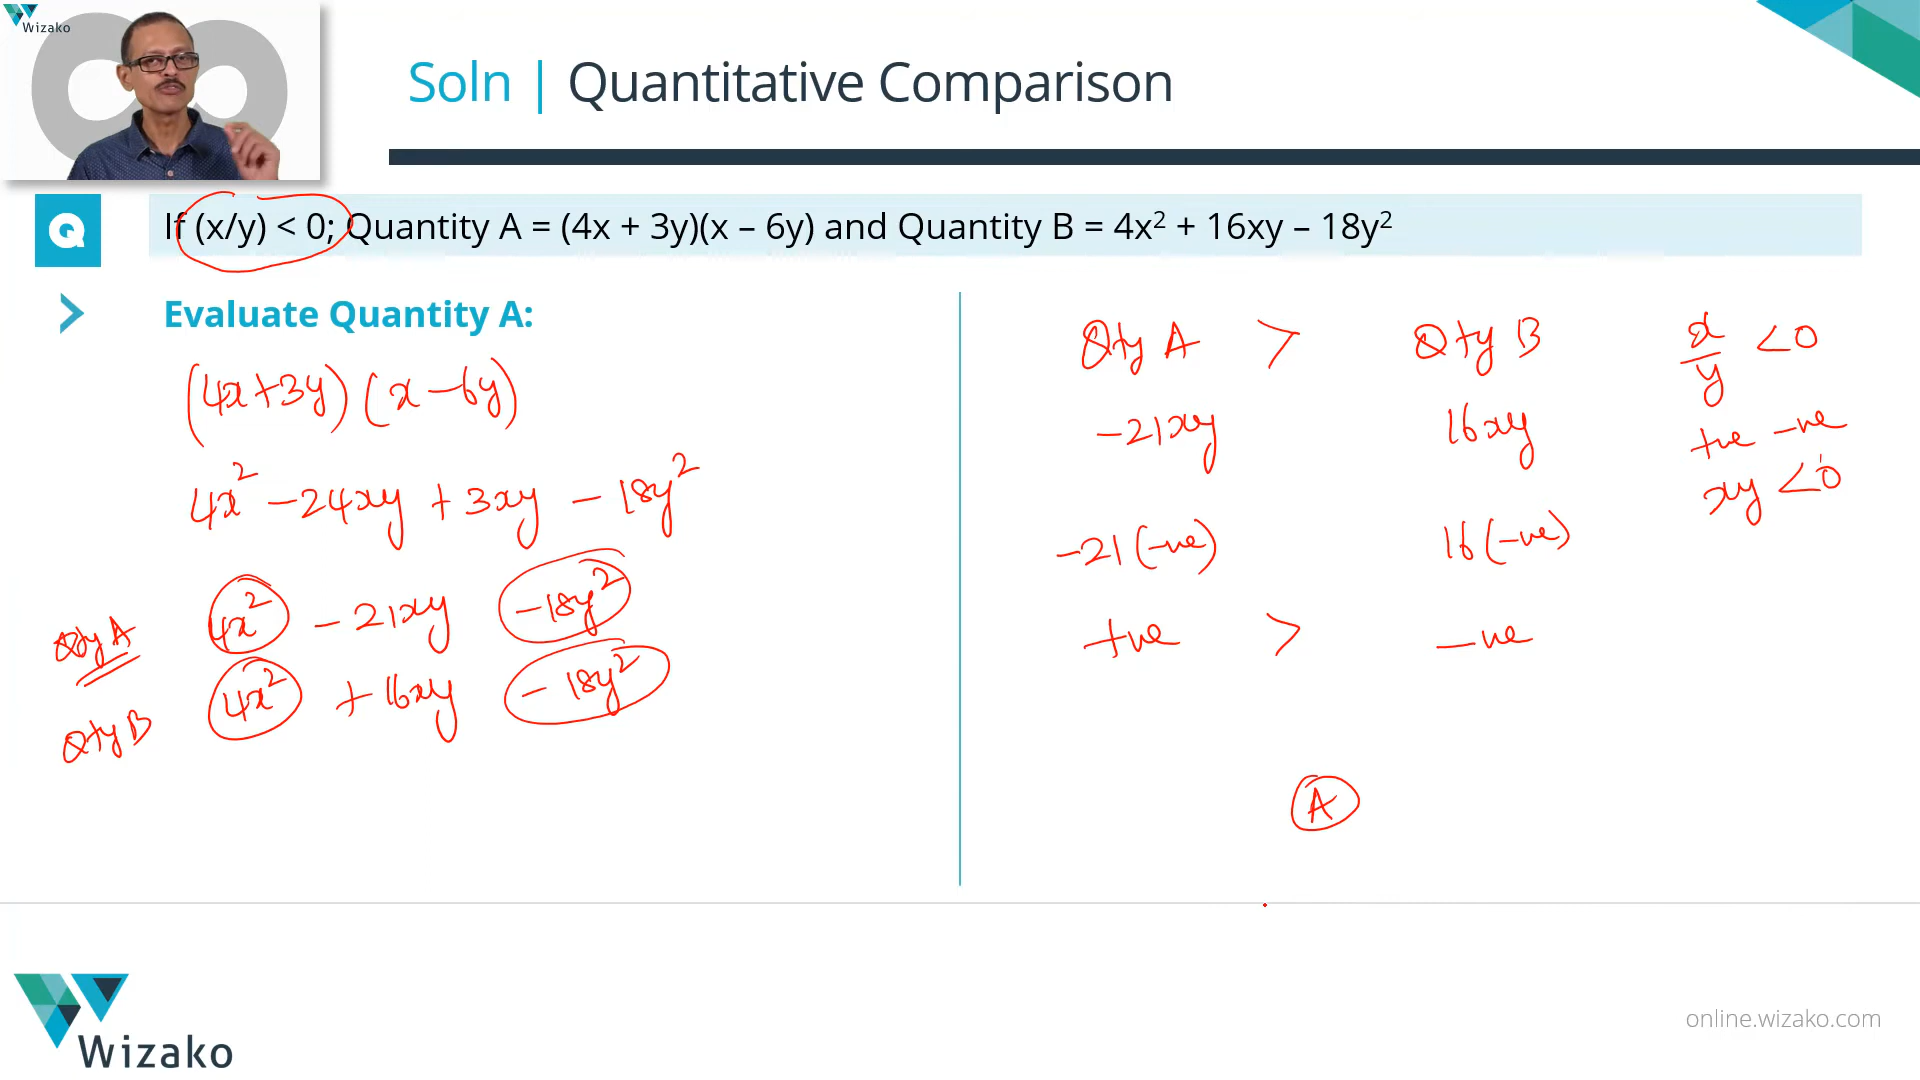 Wizako
Soln | Quantitative Comparison
Q
If (x/y) < 0; Quantity A = (4x + 3y)(x – 6y) and Quantity B = 4x² + 16xy – 18y²
Evaluate Quantity A:
(4x+3y) (x-6y)
4x² - 24xy + 3xy - 18y²
Qty A 4x² - 21xy - 18y²
Qty B 4x² + 16xy - 18y²
Qty A > Qty B
-21xy 16xy
-21(-ve) 16(-ve)
+ve > -ve
x/y < 0
+ve -ve
xy < 0
A
Wizako
online.wizako.com